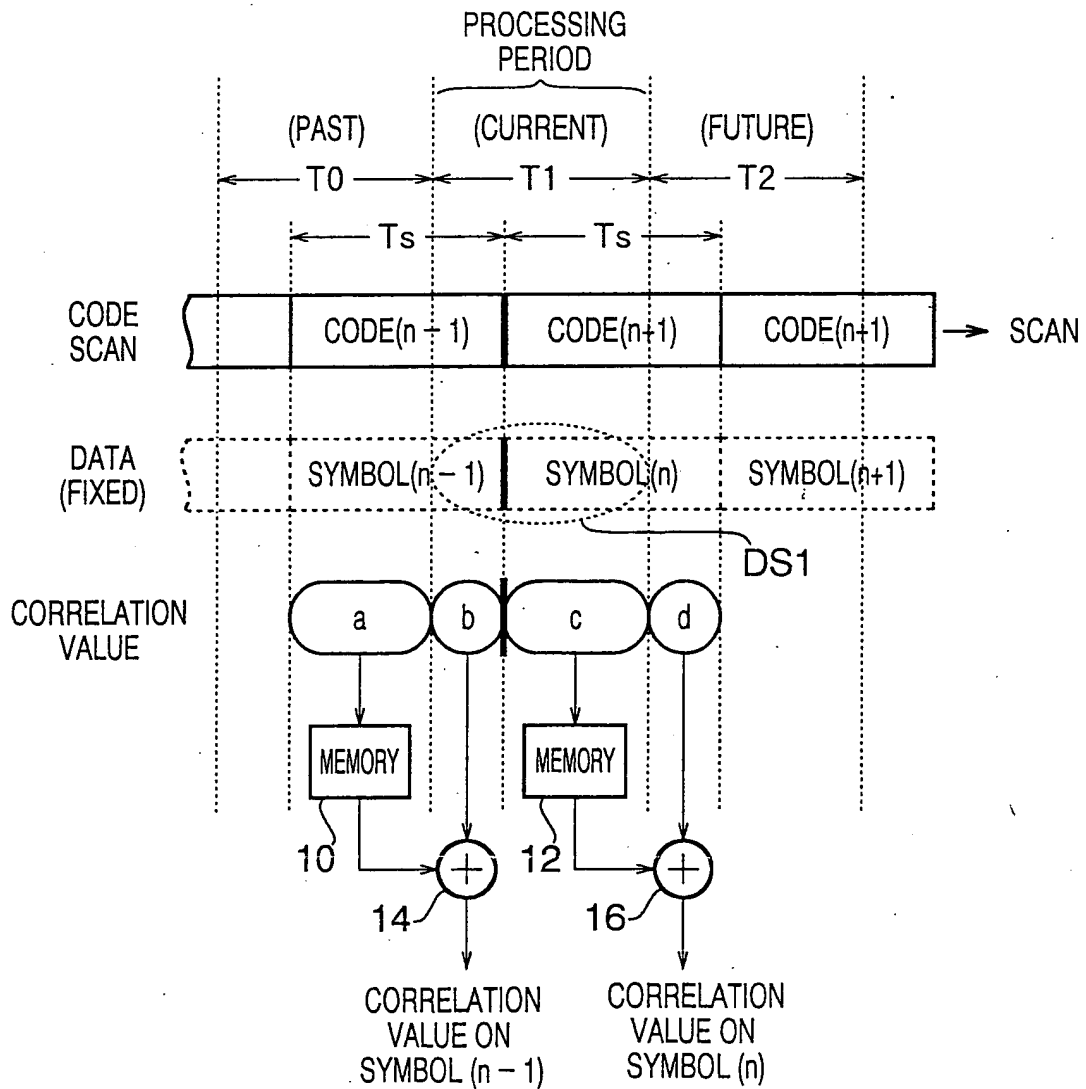 PROCESSING
PERIOD
(PAST)
(CURRENT)
(FUTURE)
T0
T1
T2
Ts
Ts
CODE
SCAN
CODE(n - 1)
CODE(n+1)
CODE(n+1)
SCAN
DATA
(FIXED)
SYMBOL(n - 1)
SYMBOL(n)
SYMBOL(n+1)
DS1
CORRELATION
VALUE
a
b
c
d
MEMORY
MEMORY
10
12
+
+
14
16
CORRELATION
VALUE ON
SYMBOL (n - 1)
CORRELATION
VALUE ON
SYMBOL (n)